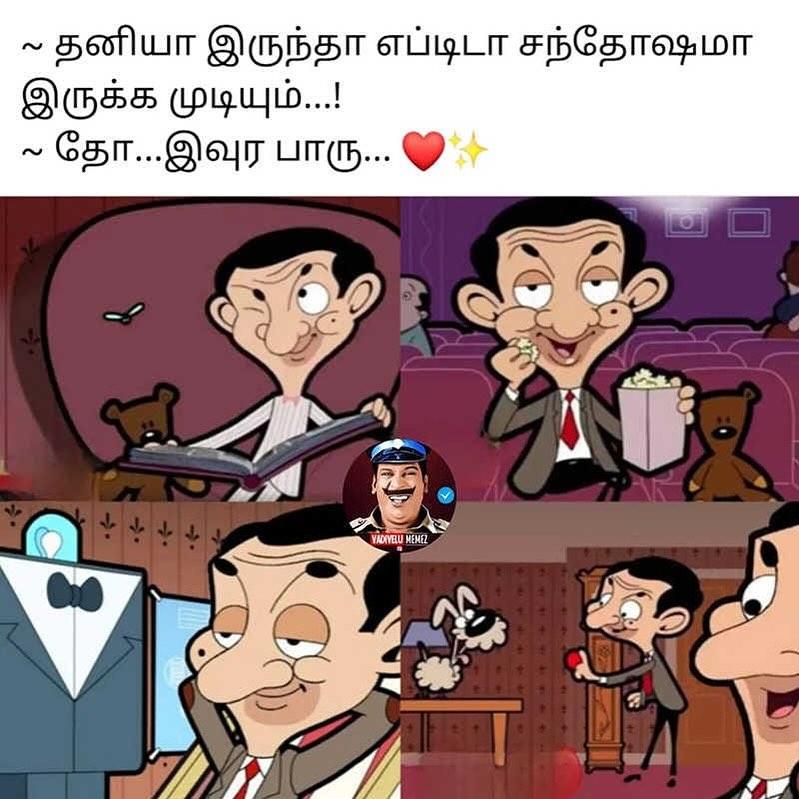 ~ தனியா இருந்தா எப்டிடா சந்தோஷமா
இருக்க முடியும்...!
~ தோ...இவுர பாரு... ❤️✨
VADIVELU MEMEZ